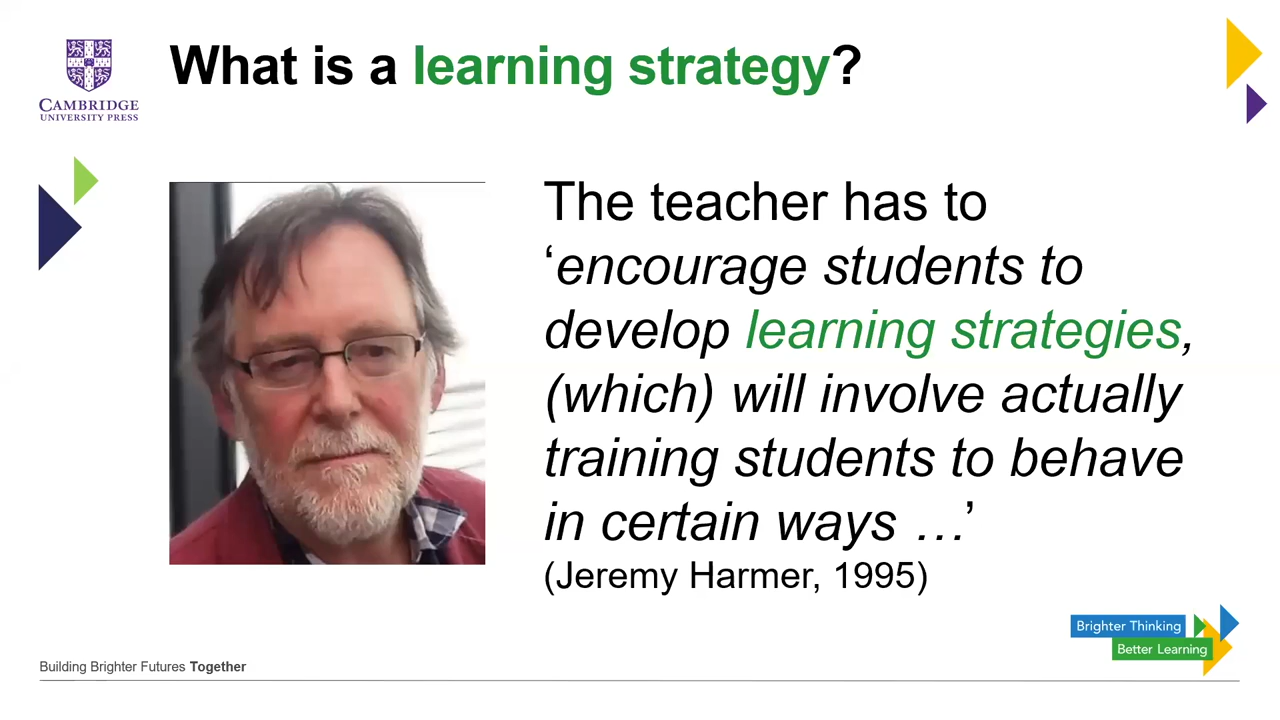 What is a learning strategy?
CAMBRIDGE
UNIVERSITY PRESS
The teacher has to
‘encourage students to
develop learning strategies,
(which) will involve actually
training students to behave
in certain ways …’
(Jeremy Harmer, 1995)
Brighter Thinking
Better Learning
Building Brighter Futures Together